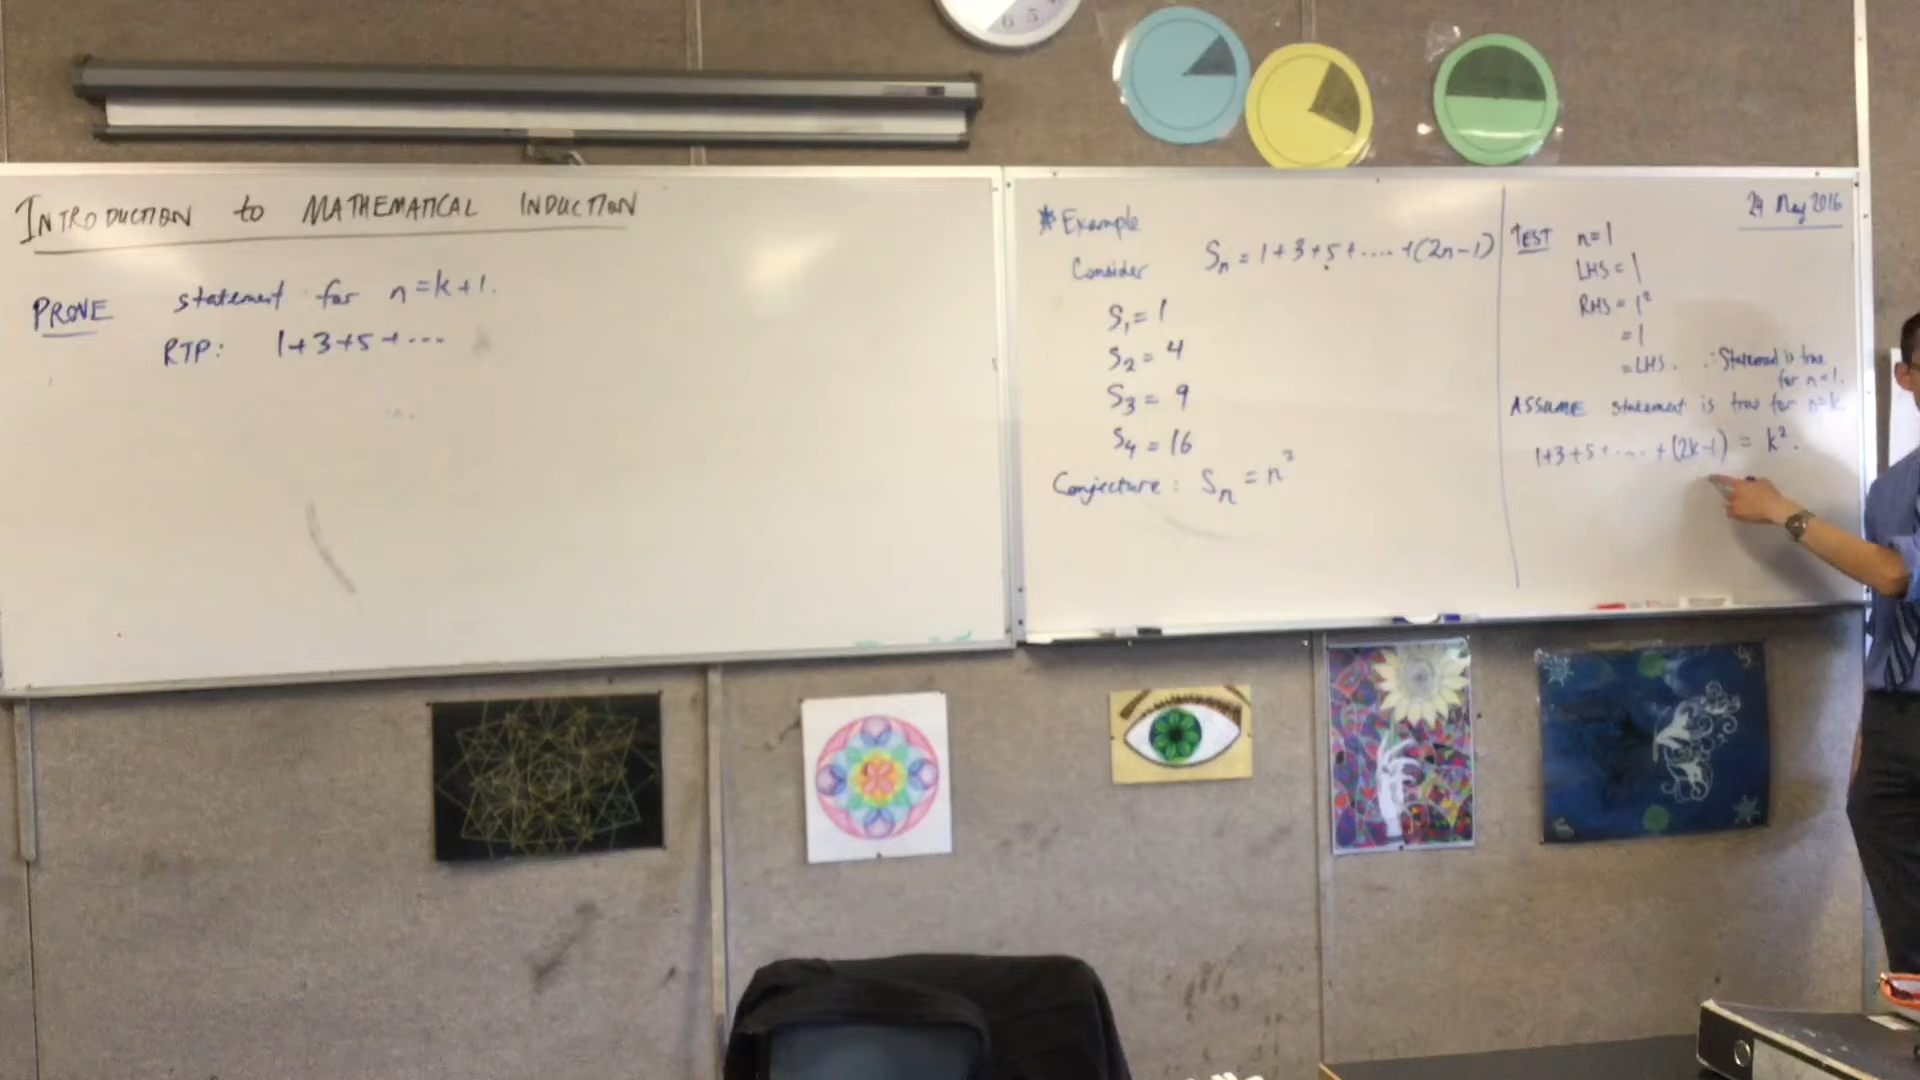 INTRODUCTION to MATHEMATICAL INDUCTION
PROVE statement for n=k+1.
RTP: 1+3+5+...
*Example
Consider Sn = 1+3+5+....+(2n-1)
S₁ = 1
S₂ = 4
S₃ = 9
S₄ = 16
Conjecture : Sn = n²
24 May 2016
TEST n=1
LHS = 1
RHS = 1²
= 1
= LHS. ∴ Statement is true
for n=1.
ASSUME statement is true for n=k
1+3+5+....+(2k-1) = k².